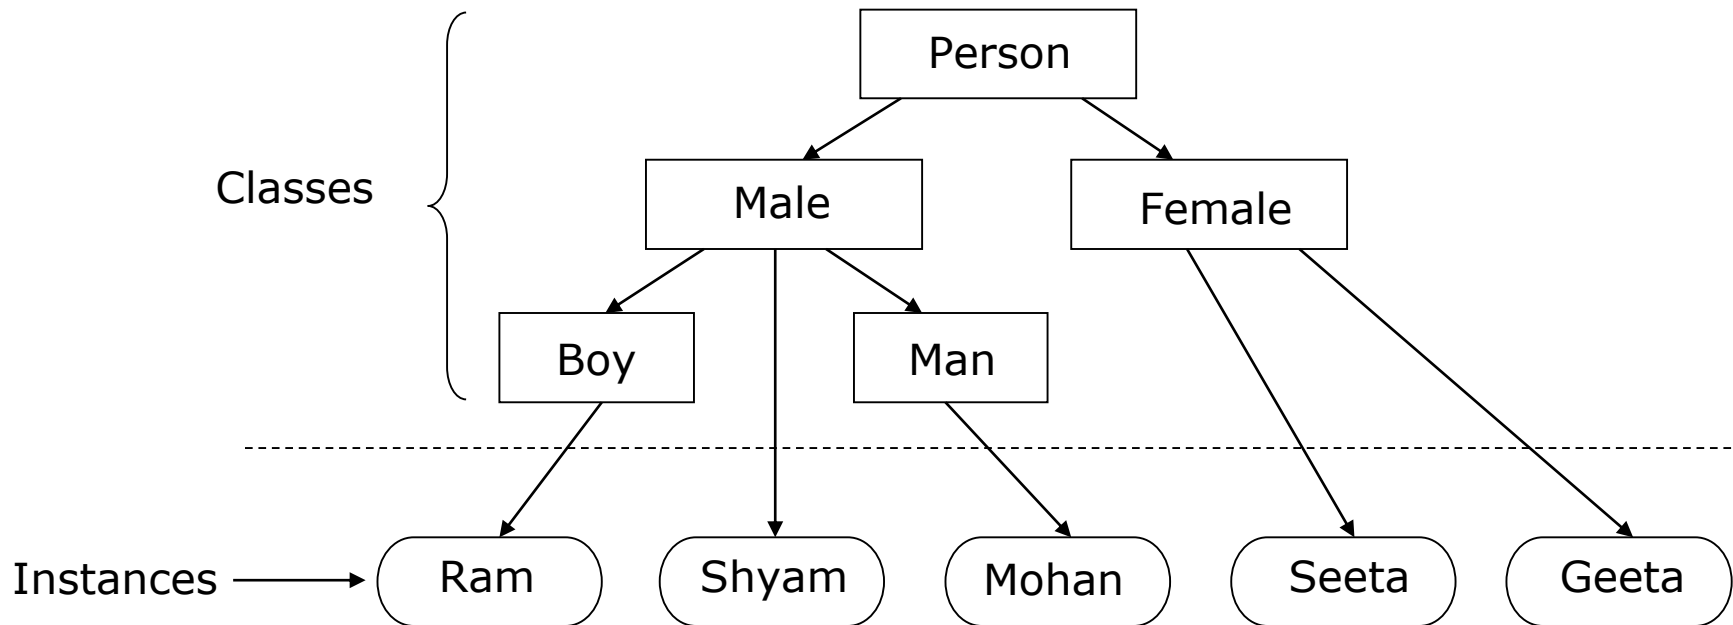 Person
Classes
Male
Female
Boy
Man
Instances
Ram
Shyam
Mohan
Seeta
Geeta